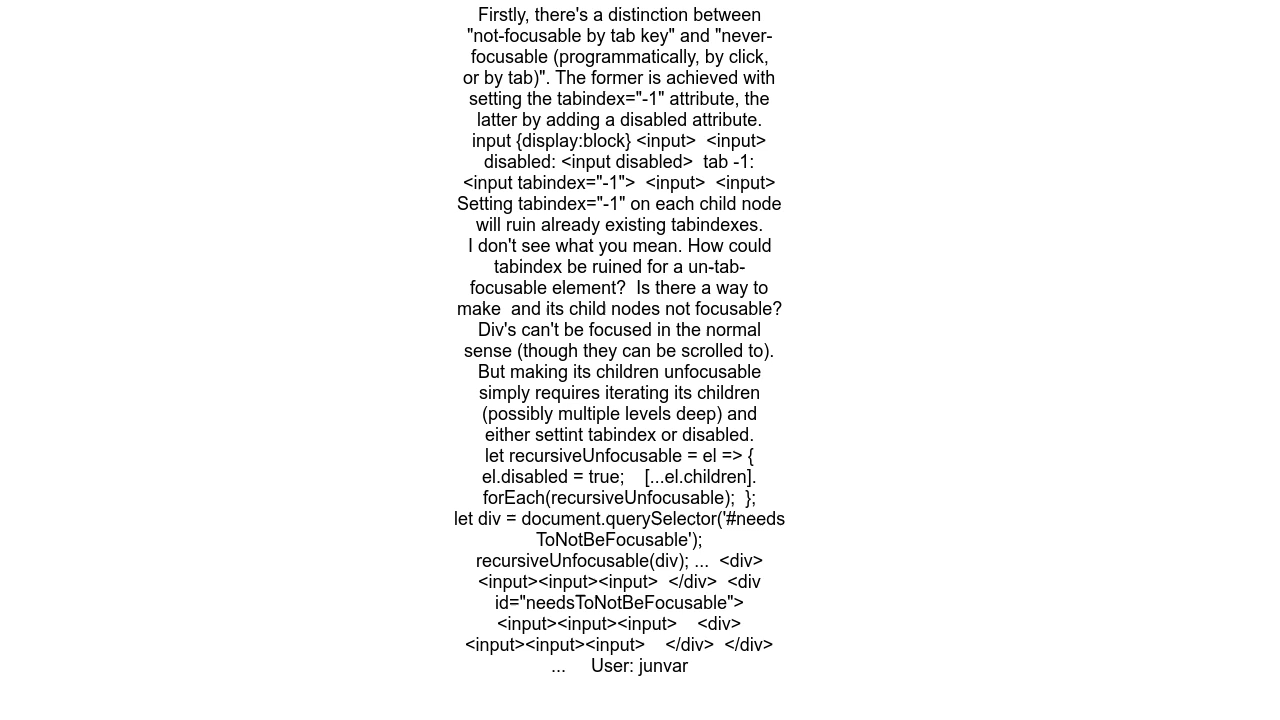 Firstly, there's a distinction between
"not-focusable by tab key" and "never-
focusable (programmatically, by click,
or by tab)". The former is achieved with
setting the tabindex="-1" attribute, the
latter by adding a disabled attribute.
input {display:block} <input>  <input>
disabled: <input disabled>  tab -1:
<input tabindex="-1">  <input>  <input>
Setting tabindex="-1" on each child node
will ruin already existing tabindexes.
I don't see what you mean. How could
tabindex be ruined for a un-tab-
focusable element?  Is there a way to
make  and its child nodes not focusable?
Div's can't be focused in the normal
sense (though they can be scrolled to).
But making its children unfocusable
simply requires iterating its children
(possibly multiple levels deep) and
either settint tabindex or disabled.
let recursiveUnfocusable = el => {
el.disabled = true;    [...el.children].
forEach(recursiveUnfocusable);  };
let div = document.querySelector('#needs
ToNotBeFocusable');
recursiveUnfocusable(div); ...  <div>
<input><input><input>  </div>  <div
id="needsToNotBeFocusable">
<input><input><input>    <div>
<input><input><input>    </div>  </div>
...     User: junvar